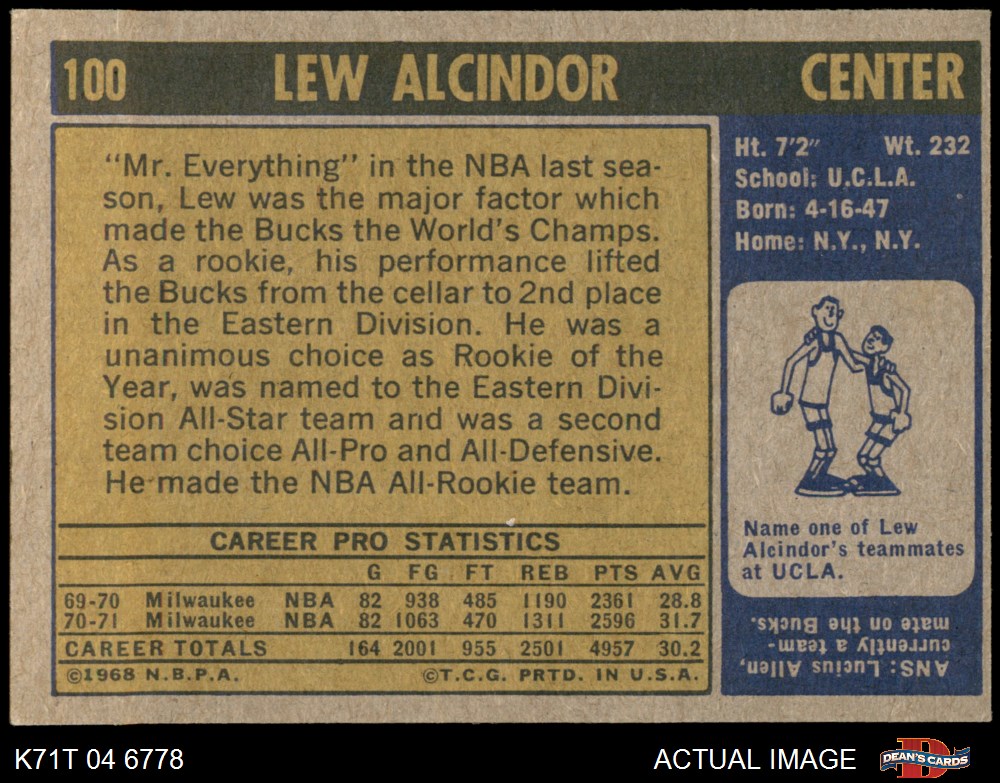 100 LEW ALCINDOR CENTER
"Mr. Everything" in the NBA last sea-
son, Lew was the major factor which
made the Bucks the World's Champs.
As a rookie, his performance lifted
the Bucks from the cellar to 2nd place
in the Eastern Division. He was a
unanimous choice as Rookie of the
Year, was named to the Eastern Divi-
sion All-Star team and was a second
team choice All-Pro and All-Defensive.
He made the NBA All-Rookie team.
CAREER PRO STATISTICS
G FG FT REB PTS AVG
69-70 Milwaukee NBA 82 938 485 1190 2361 28.8
70-71 Milwaukee NBA 82 1063 470 1311 2596 31.7
CAREER TOTALS 164 2001 955 2501 4957 30.2
©1968 N.B.P.A. ©T.C.G. PRTD. IN U.S.A.
Ht. 7'2" Wt. 232
School: U.C.L.A.
Born: 4-16-47
Home: N.Y., N.Y.
Name one of Lew
Alcindor's teammates
at UCLA.
ANS: Lucius Allen,
currently a team-
mate on the Bucks.
K71T 04 6778
ACTUAL IMAGE
DEAN'S CARDS